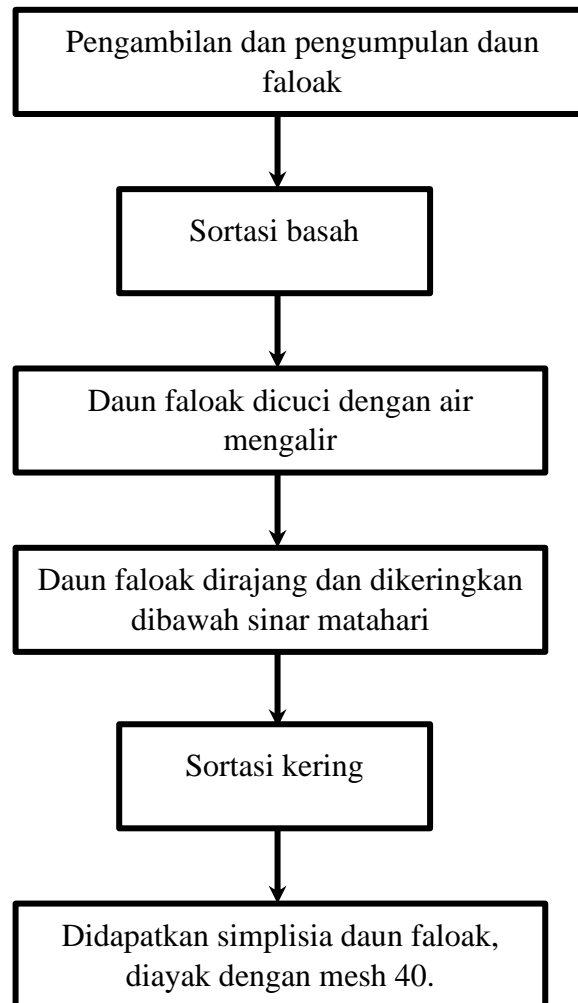 Pengambilan dan pengumpulan daun
faloak
Sortasi basah
Daun faloak dicuci dengan air
mengalir
Daun faloak dirajang dan dikeringkan
dibawah sinar matahari
Sortasi kering
Didapatkan simplisia daun faloak,
diayak dengan mesh 40.